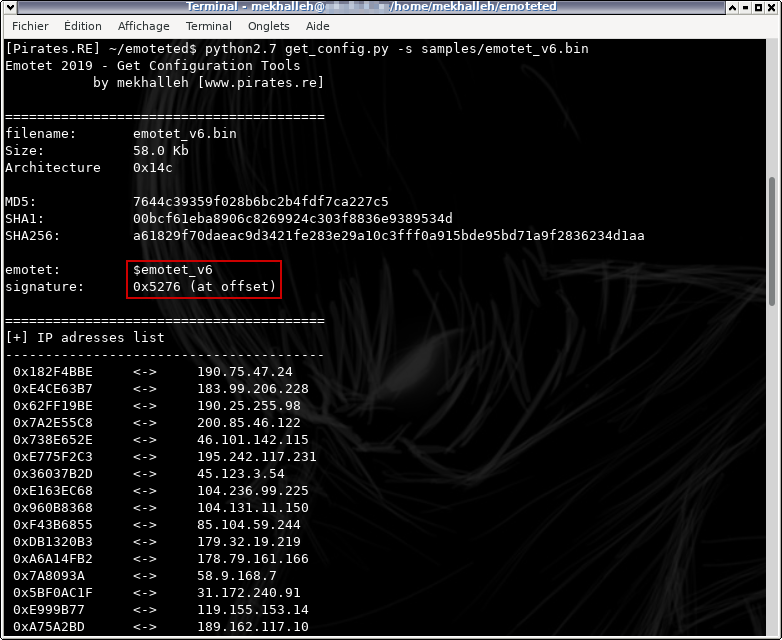 Terminal - mekhalleh@ :/home/mekhalleh/emoteted
Fichier Édition Affichage Terminal Onglets Aide
[Pirates.RE] ~/emoteted$ python2.7 get_config.py -s samples/emotet_v6.bin
Emotet 2019 - Get Configuration Tools
by mekhalleh [www.pirates.re]
========================================
filename: emotet_v6.bin
Size: 58.0 Kb
Architecture 0x14c
MD5: 7644c39359f028b6bc2b4fdf7ca227c5
SHA1: 00bcf61eba8906c8269924c303f8836e9389534d
SHA256: a61829f70daeac9d3421fe283e29a10c3fff0a915bde95bd71a9f2836234d1aa
emotet: $emotet_v6
signature: 0x5276 (at offset)
========================================
[+] IP adresses list
----------------------------------------
0x182F4BBE <-> 190.75.47.24
0xE4CE63B7 <-> 183.99.206.228
0x62FF19BE <-> 190.25.255.98
0x7A2E55C8 <-> 200.85.46.122
0x738E652E <-> 46.101.142.115
0xE775F2C3 <-> 195.242.117.231
0x36037B2D <-> 45.123.3.54
0xE163EC68 <-> 104.236.99.225
0x960B8368 <-> 104.131.11.150
0xF43B6855 <-> 85.104.59.244
0xDB1320B3 <-> 179.32.19.219
0xA6A14FB2 <-> 178.79.161.166
0x7A8093A <-> 58.9.168.7
0x5BF0AC1F <-> 31.172.240.91
0xE999B77 <-> 119.155.153.14
0xA75A2BD <-> 189.162.117.10